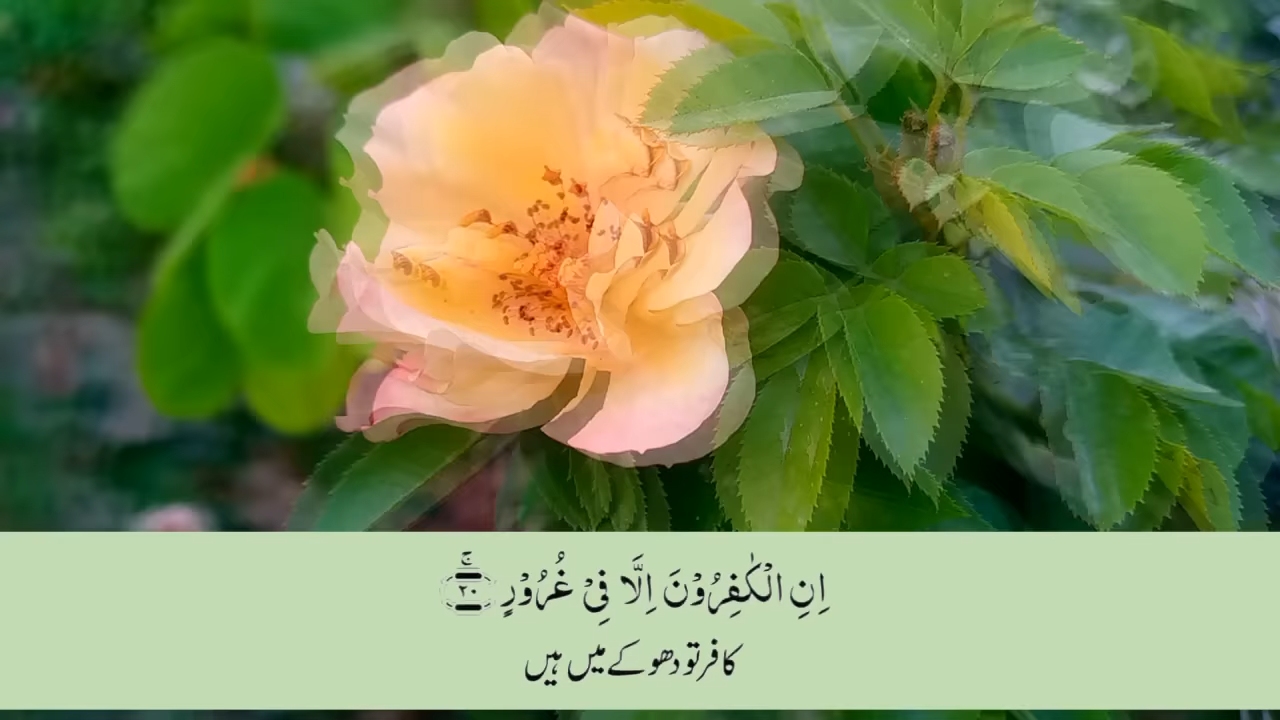 اِنِ الْكٰفِرُوْنَ اِلَّا فِیْ غُرُوْرٍ ۚ ۲۰
کافر تو دھوکے میں ہیں